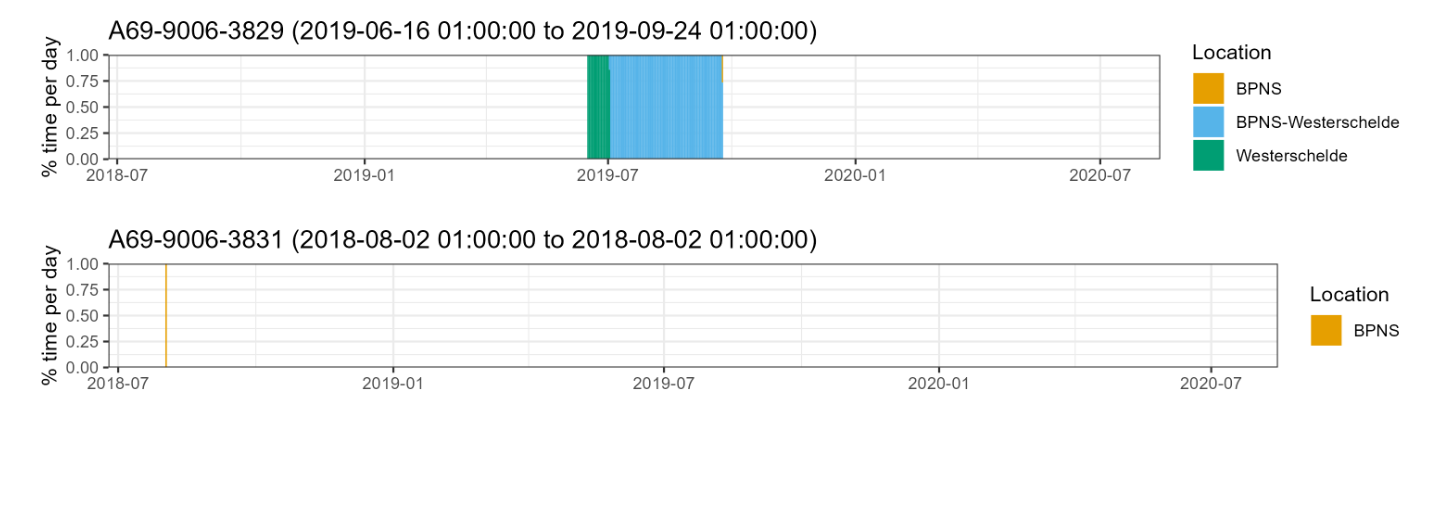 A69-9006-3829 (2019-06-16 01:00:00 to 2019-09-24 01:00:00)
% time per day
1.00
0.75
0.50
0.25
0.00
2018-07 2019-01 2019-07 2020-01 2020-07
Location
BPNS
BPNS-Westerschelde
Westerschelde
A69-9006-3831 (2018-08-02 01:00:00 to 2018-08-02 01:00:00)
% time per day
1.00
0.75
0.50
0.25
0.00
2018-07 2019-01 2019-07 2020-01 2020-07
Location
BPNS